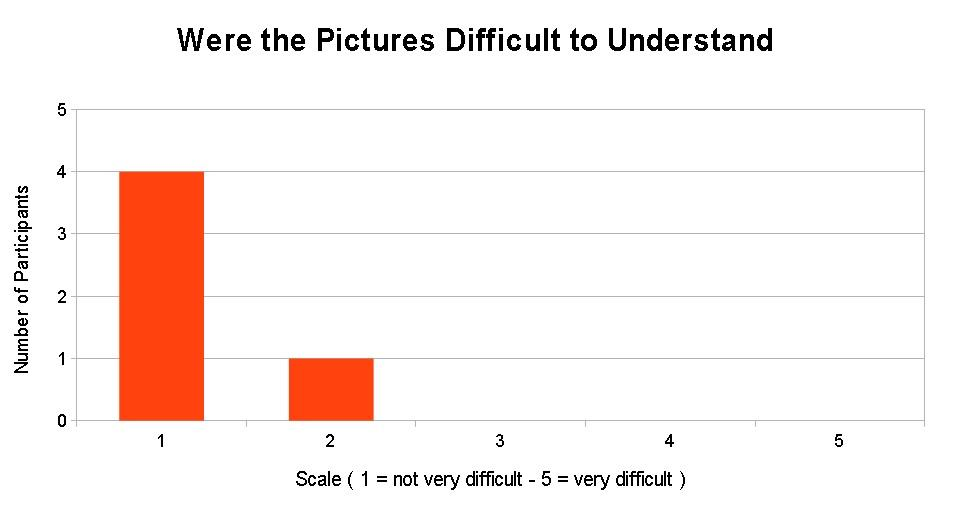 Were the Pictures Difficult to Understand
5
4
3
2
1
0
Number of Participants
1 2 3 4 5
Scale ( 1 = not very difficult - 5 = very difficult )